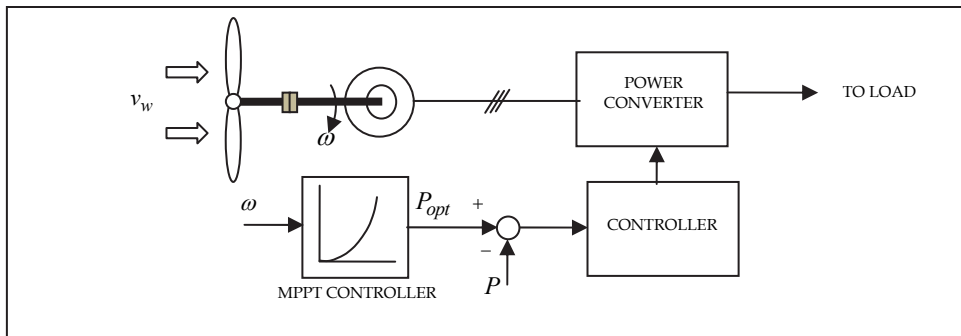 v_w
ω
POWER
CONVERTER
TO LOAD
ω
P_opt
+
−
P
MPPT CONTROLLER
CONTROLLER